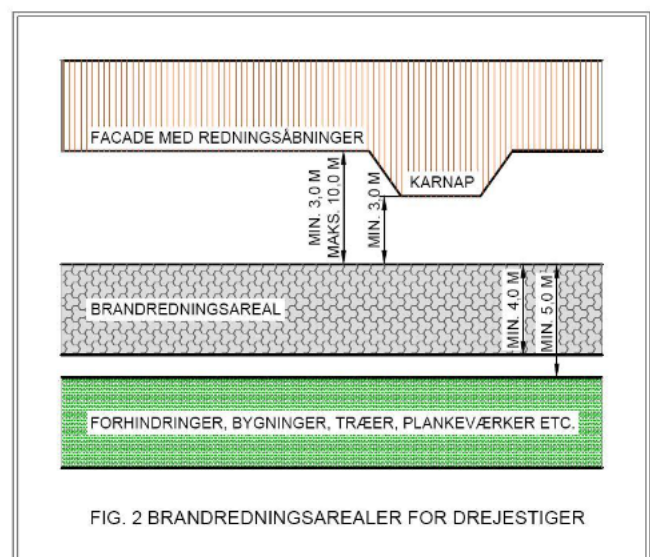 FACADE MED REDNINGSÅBNINGER
KARNAP
MIN. 3,0 M
MAKS. 10,0 M
MIN. 3,0 M
BRANDREDNINGSAREAL
MIN. 4,0 M
MIN. 5,0 M
FORHINDRINGER, BYGNINGER, TRÆER, PLANKEVÆRKER ETC.
FIG. 2 BRANDREDNINGSAREALER FOR DREJESTIGER